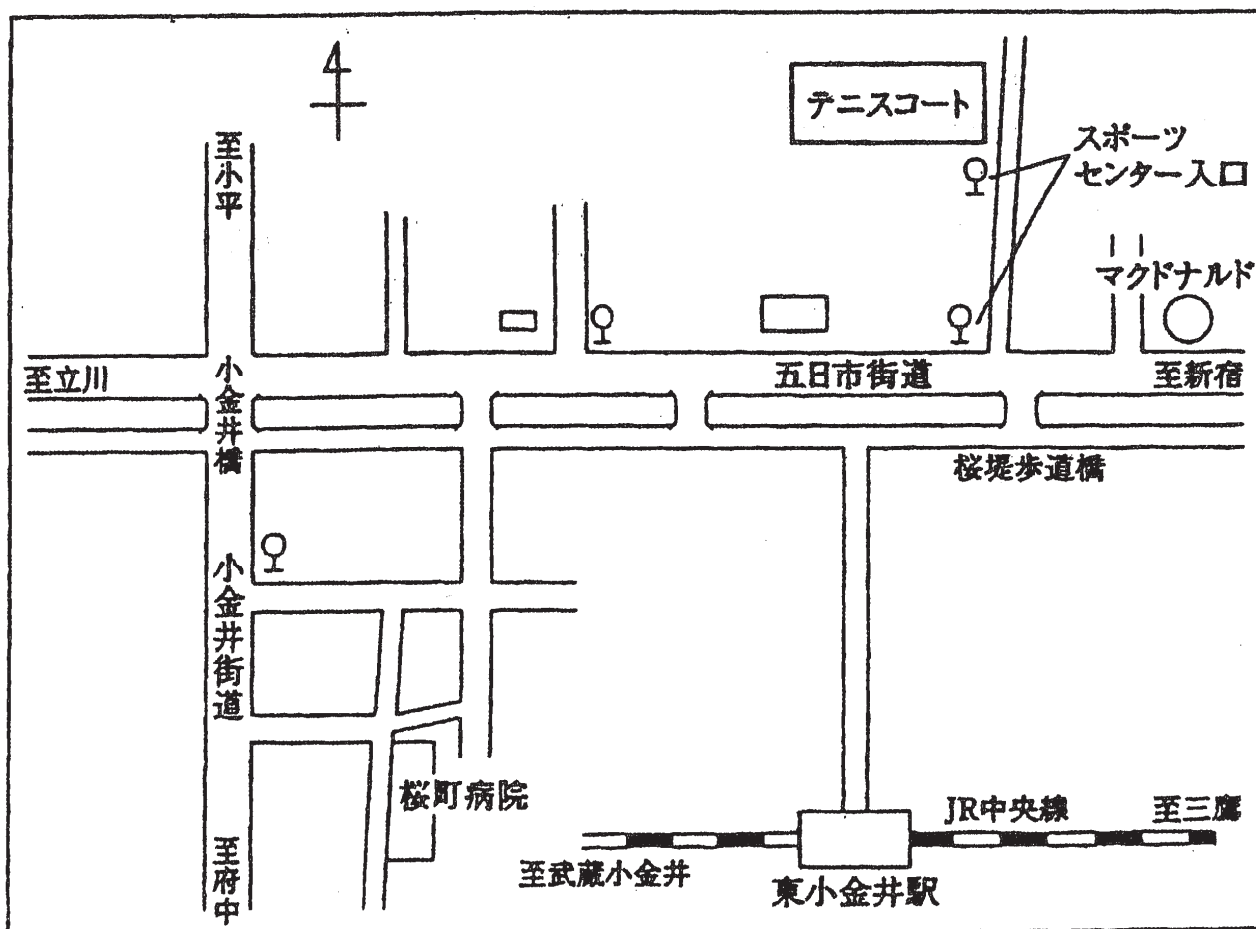 テニスコート
スポーツ
センター入口
至小平
マクドナルド
至立川
五日市街道
至新宿
小金井橋
桜堤歩道橋
小金井街道
桜町病院
JR中央線
至三鷹
至武蔵小金井
東小金井駅
至府中